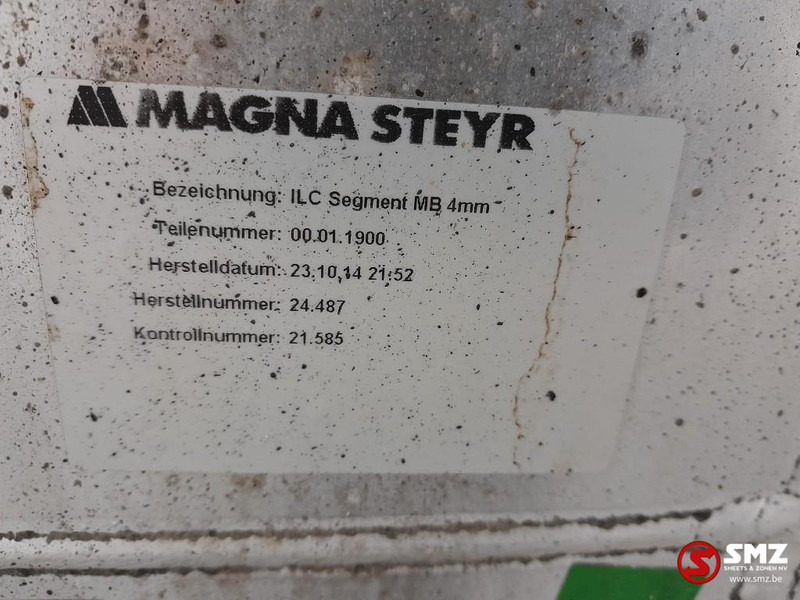 MAGNA STEYR
Bezeichnung: ILC Segment MB 4mm
Teilenummer: 00.01.1900
Herstelldatum: 23.10.14 21:52
Herstellnummer: 24.487
Kontrollnummer: 21.585
SMZ
SMETS & ZONEN NV
www.smz.be